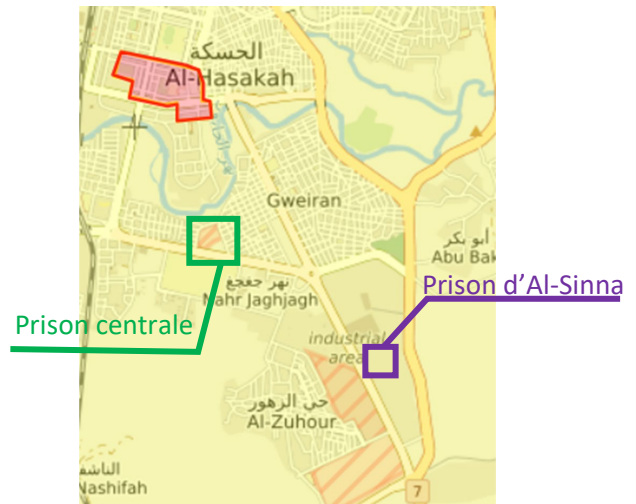 الحسكة
Al-Hasakah
Gweiran
أبو بكر
Abu Bak
نهر جغجغ
Nahr Jaghjagh
Prison d'Al-Sinna
Prison centrale
industrial
area
حي الزهور
Al-Zuhour
الناشف
Nashifah
7